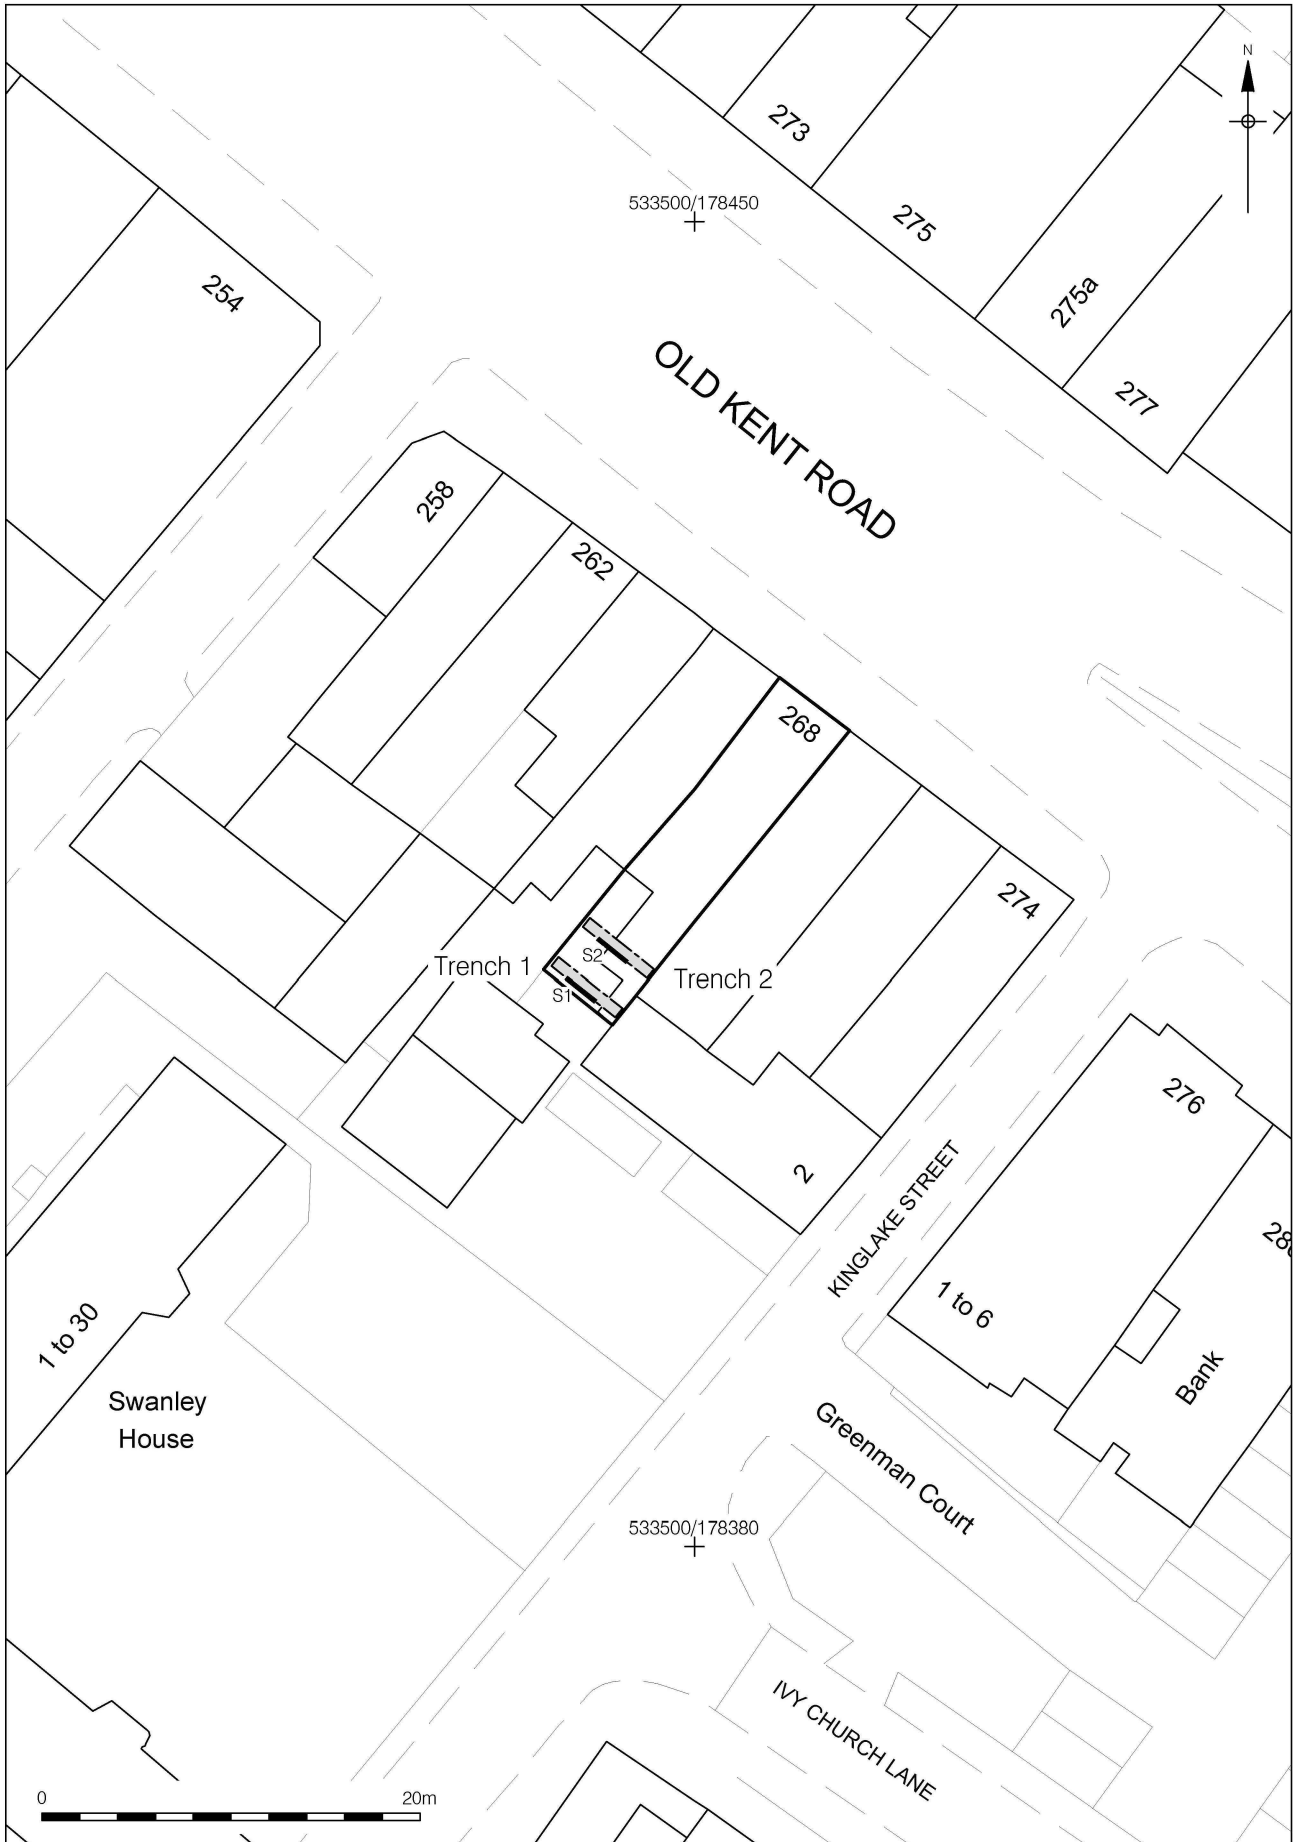 N
273
533500/178450
275
254
275a
OLD KENT ROAD
277
258
262
268
274
S2
Trench 1
Trench 2
S1
276
2
KINGLAKE STREET
1 to 6
1 to 30
Bank
Swanley
House
Greenman Court
533500/178380
IVY CHURCH LANE
0
20m